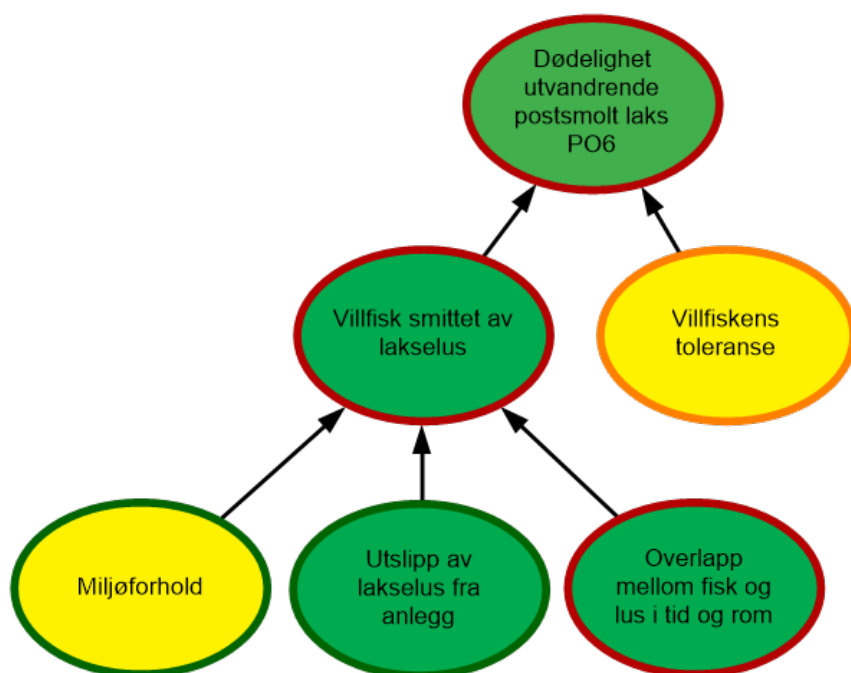 Dødelighet
utvandrende
postsmolt laks
PO6
Villfisk smittet av
lakselus
Villfiskens
toleranse
Miljøforhold
Utslipp av
lakselus fra
anlegg
Overlapp
mellom fisk og
lus i tid og rom